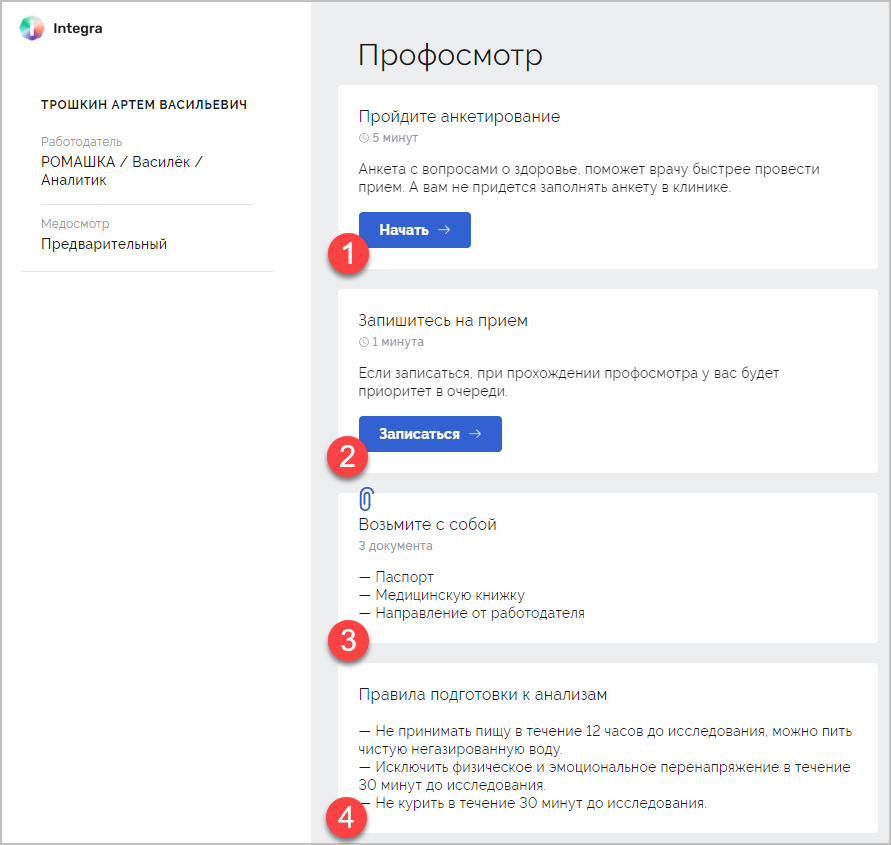 Integra
ТРОШКИН АРТЕМ ВАСИЛЬЕВИЧ
Работодатель
РОМАШКА / Василёк /
Аналитик
Медосмотр
Предварительный
Профосмотр
Пройдите анкетирование
5 минут
Анкета с вопросами о здоровье, поможет врачу быстрее провести
прием. А вам не придется заполнять анкету в клинике.
Начать →
1
Запишитесь на прием
1 минута
Если записаться, при прохождении профосмотра у вас будет
приоритет в очереди.
Записаться →
2
Возьмите с собой
3 документа
— Паспорт
— Медицинскую книжку
— Направление от работодателя
3
Правила подготовки к анализам
— Не принимать пищу в течение 12 часов до исследования, можно пить
чистую негазированную воду.
— Исключить физическое и эмоциональное перенапряжение в течение
30 минут до исследования.
— Не курить в течение 30 минут до исследования.
4